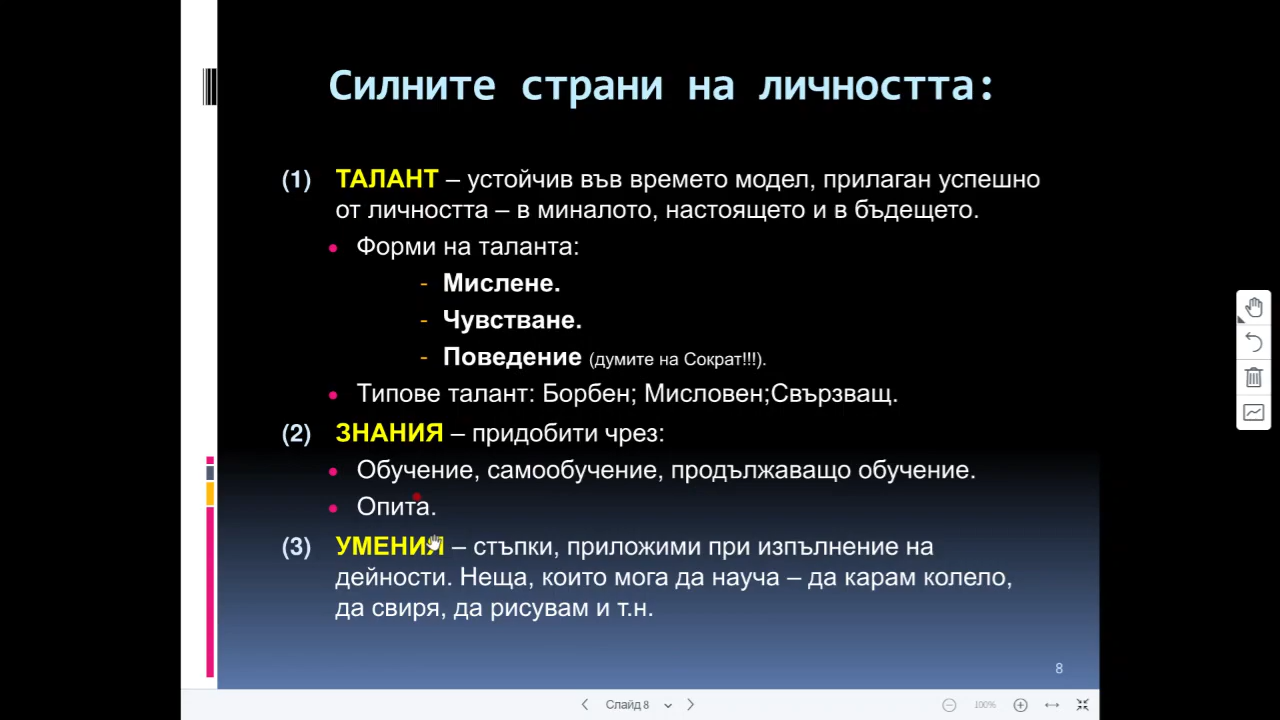 Силните страни на личността:
(1) ТАЛАНТ – устойчив във времето модел, прилаган успешно
от личността – в миналото, настоящето и в бъдещето.
• Форми на таланта:
- Мислене.
- Чувстване.
- Поведение (думите на Сократ!!!).
• Типове талант: Борбен; Мисловен;Свързващ.
(2) ЗНАНИЯ – придобити чрез:
• Обучение, самообучение, продължаващо обучение.
• Опита.
(3) УМЕНИЯ – стъпки, приложими при изпълнение на
дейности. Неща, които мога да науча – да карам колело,
да свиря, да рисувам и т.н.
8
Слайд 8
100%